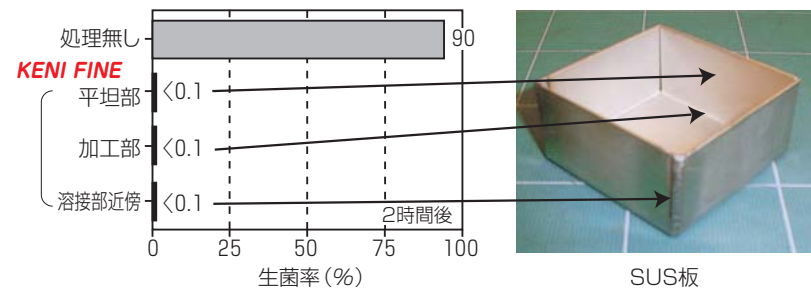 処理無し
90
KENI FINE
平坦部
<0.1
加工部
<0.1
溶接部近傍
<0.1
2時間後
0 25 50 75 100
生菌率(%)
SUS板